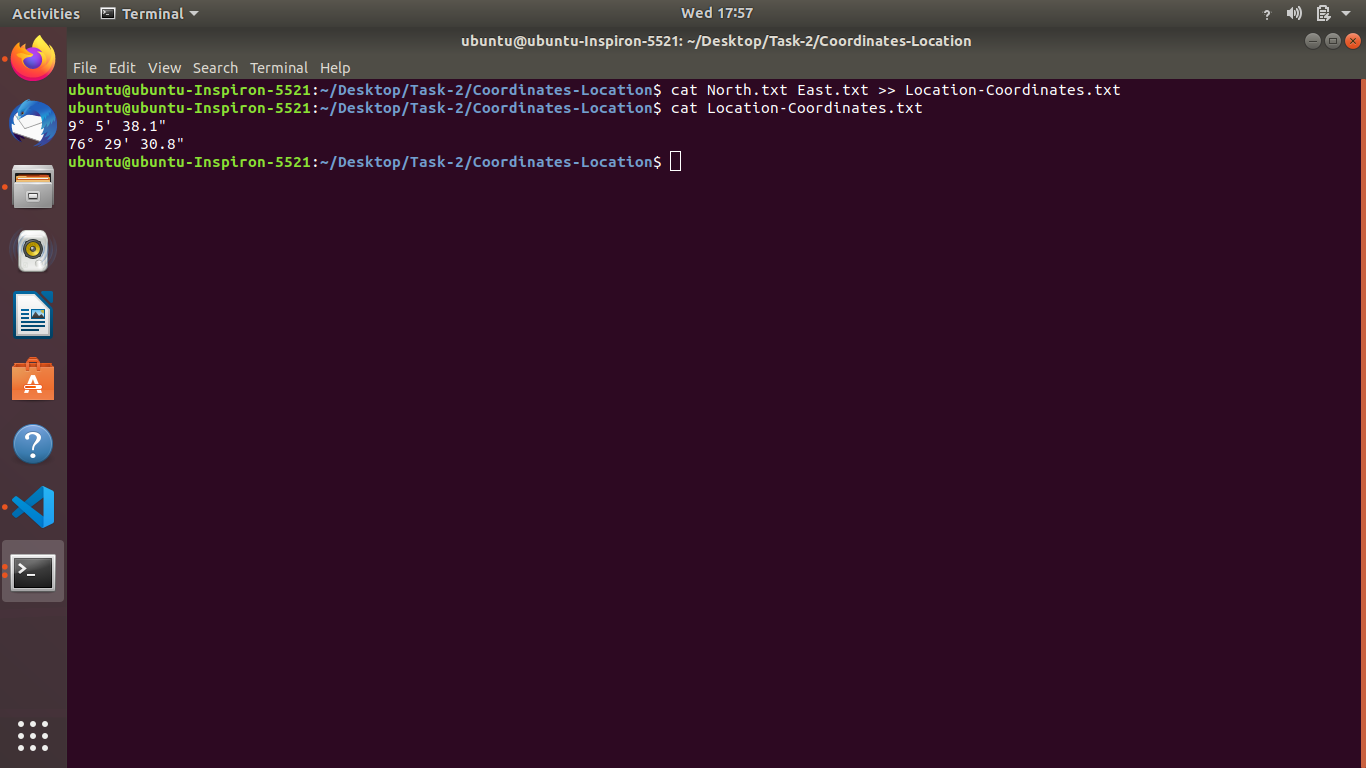 Activities Terminal Wed 17:57 ?
ubuntu@ubuntu-Inspiron-5521: ~/Desktop/Task-2/Coordinates-Location
File Edit View Search Terminal Help
ubuntu@ubuntu-Inspiron-5521:~/Desktop/Task-2/Coordinates-Location$ cat North.txt East.txt >> Location-Coordinates.txt
ubuntu@ubuntu-Inspiron-5521:~/Desktop/Task-2/Coordinates-Location$ cat Location-Coordinates.txt
9° 5' 38.1"
76° 29' 30.8"
ubuntu@ubuntu-Inspiron-5521:~/Desktop/Task-2/Coordinates-Location$